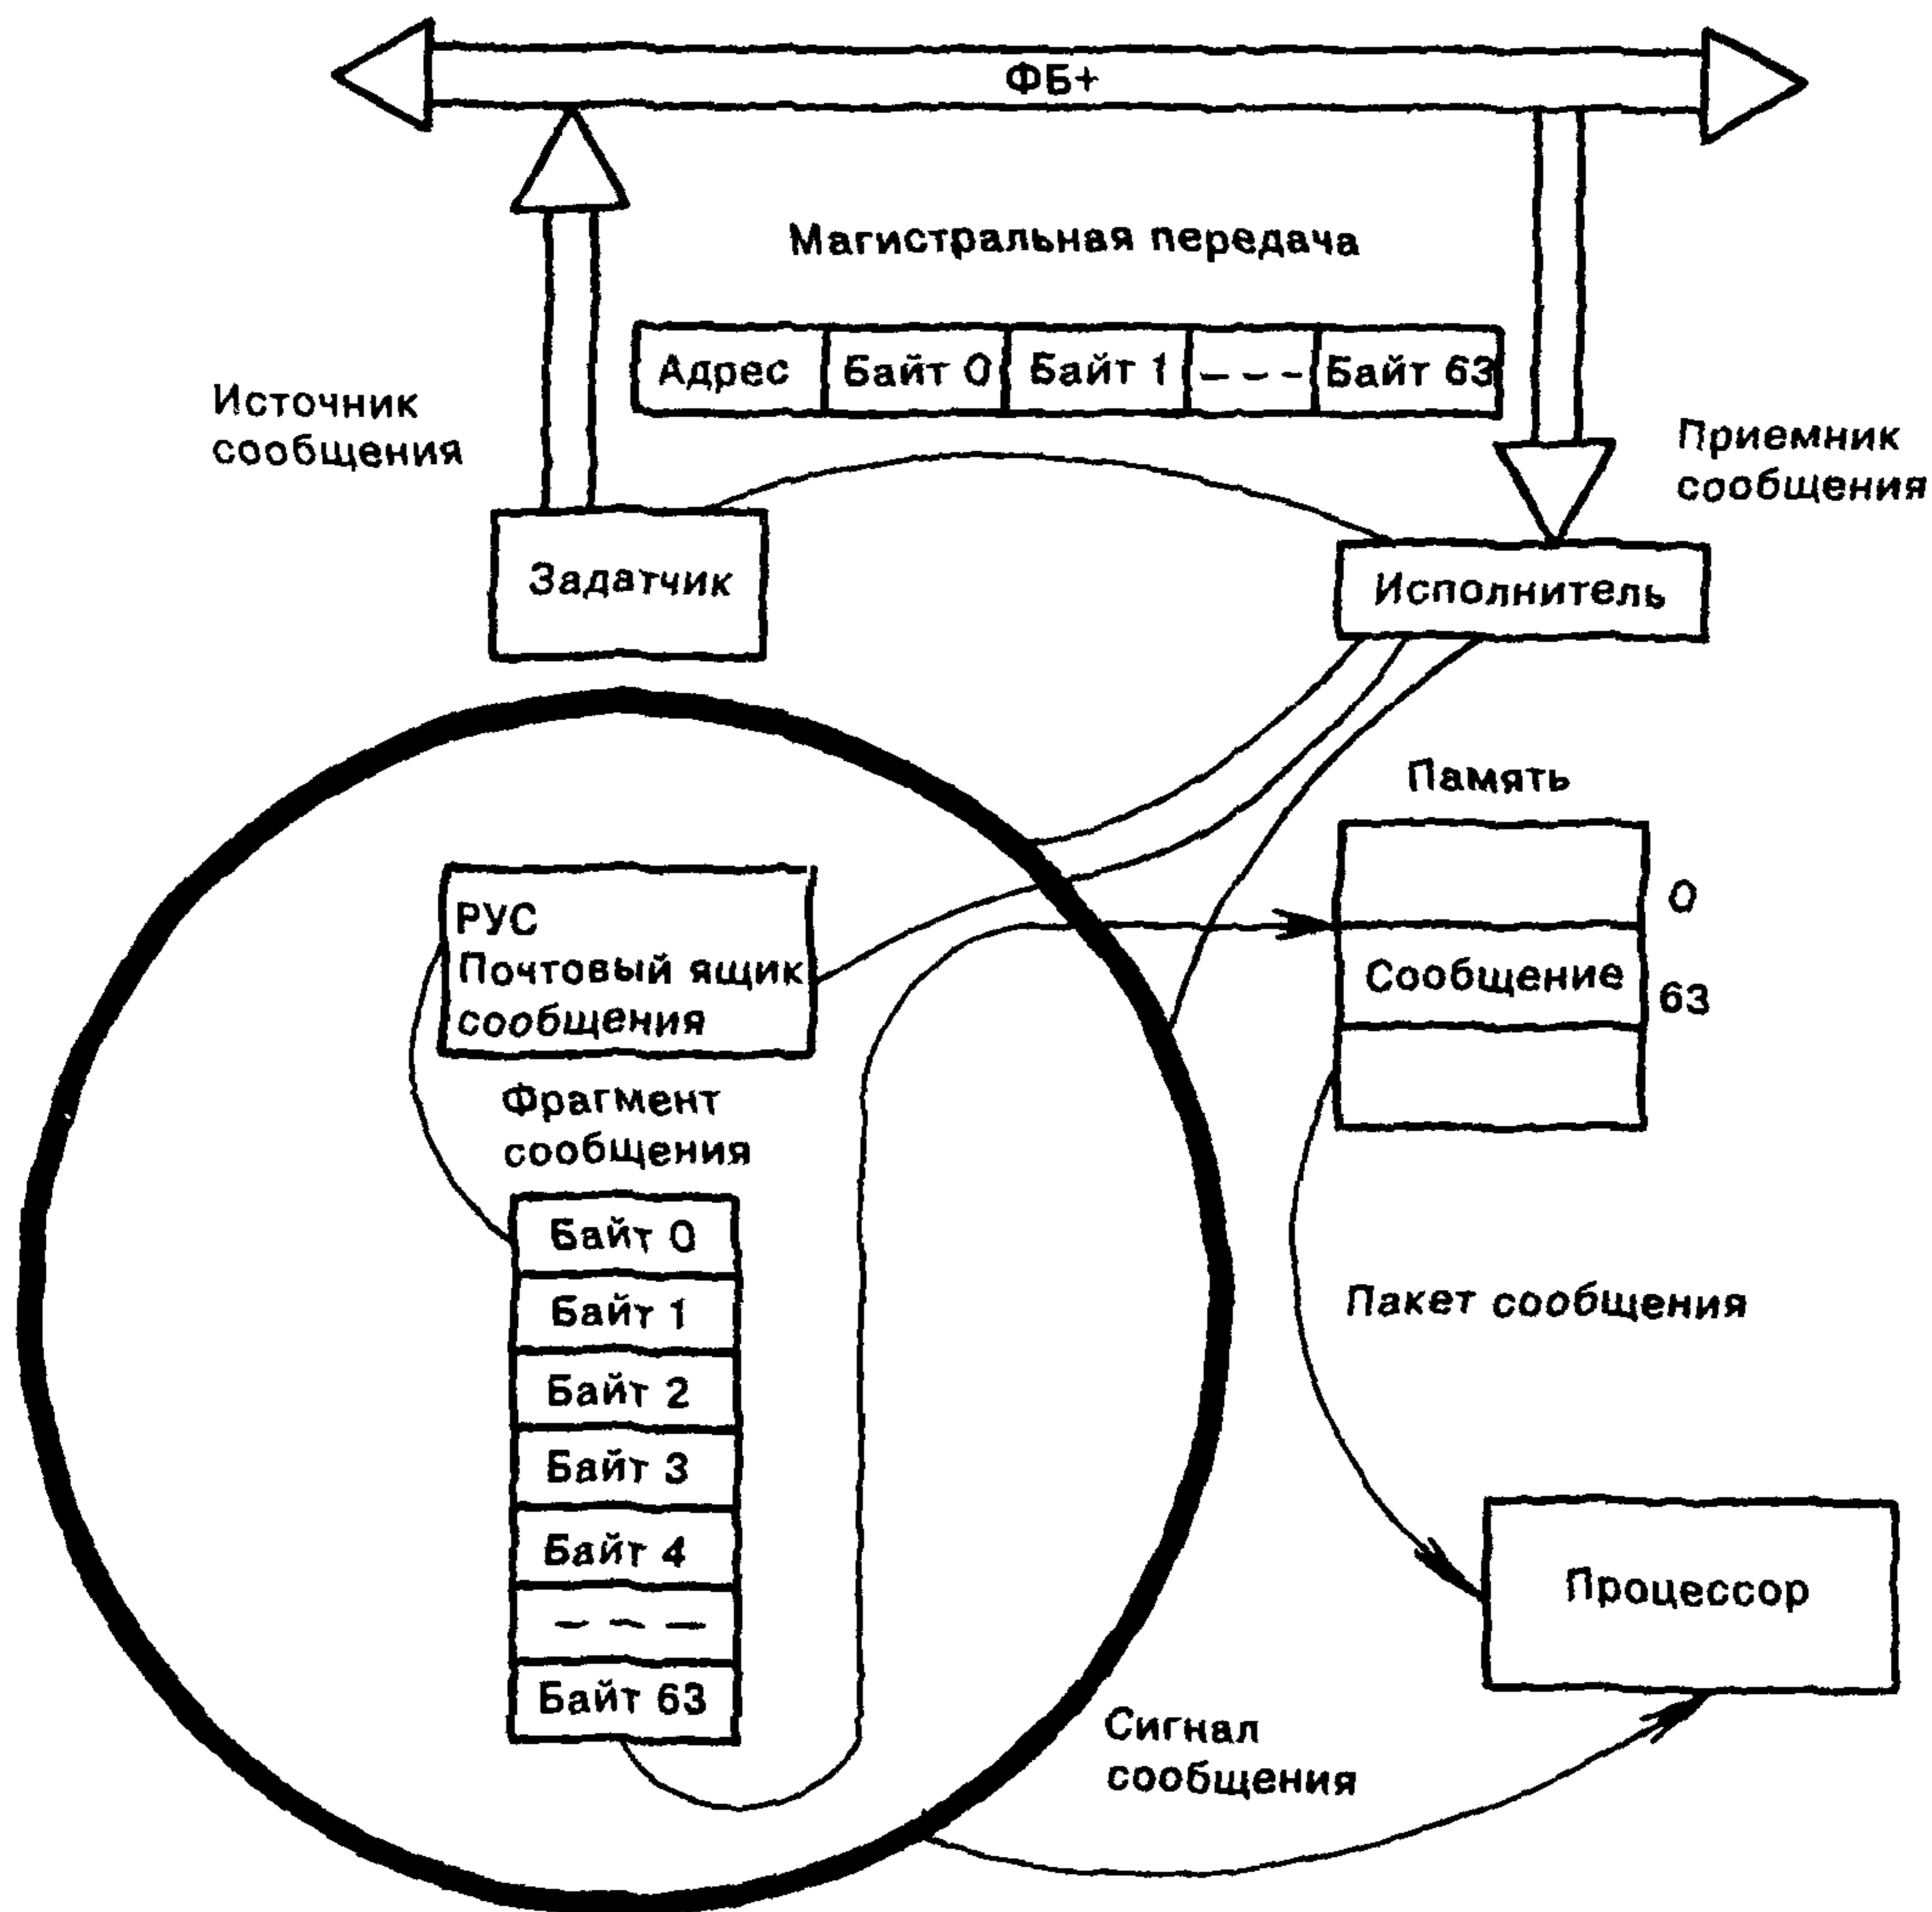 ФБ+
Магистральная передача
Адрес Байт 0 Байт 1 - - - Байт 63
Источник
сообщения
Приемник
сообщения
Задатчик
Исполнитель
Память
0
РУС
Почтовый ящик
сообщения
Сообщение
63
Фрагмент
сообщения
Байт 0
Байт 1
Байт 2
Байт 3
Байт 4
- - -
Байт 63
Пакет сообщения
Процессор
Сигнал
сообщения